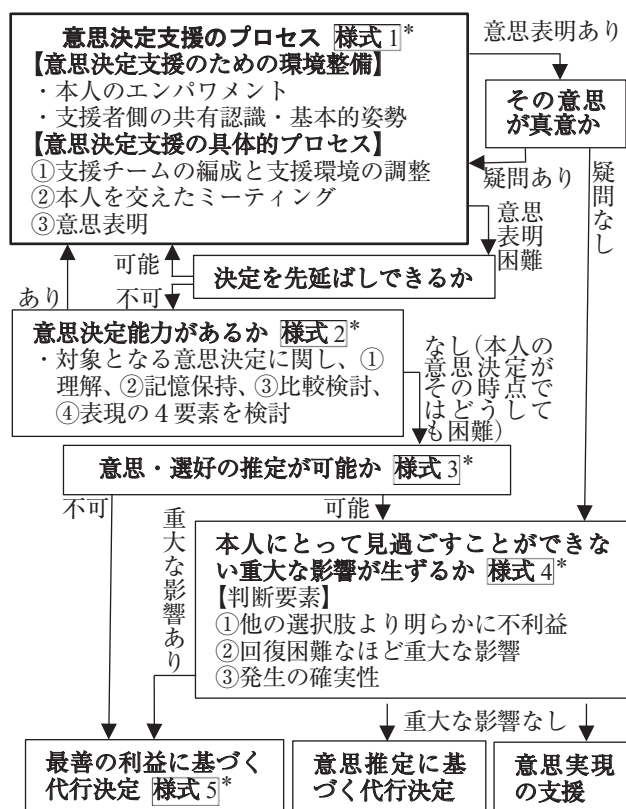 意思決定支援のプロセス 様式1*
【意思決定支援のための環境整備】
・本人のエンパワメント
・支援者側の共有認識・基本的姿勢
【意思決定支援の具体的プロセス】
①支援チームの編成と支援環境の調整
②本人を交えたミーティング
③意思表明
意思表明あり
その意思
が真意か
疑問あり
疑問なし
意思
表明
困難
可能
決定を先延ばしできるか
不可
あり
意思決定能力があるか 様式2*
・対象となる意思決定に関し、①
理解、②記憶保持、③比較検討、
④表現の4要素を検討
なし(本人の
意思決定が
その時点で
はどうして
も困難)
意思・選好の推定が可能か 様式3*
不可
可能
重大な影響あり
本人にとって見過ごすことができな
い重大な影響が生ずるか 様式4*
【判断要素】
①他の選択肢より明らかに不利益
②回復困難なほど重大な影響
③発生の確実性
重大な影響なし
最善の利益に基づく
代行決定 様式5*
意思推定に基
づく代行決定
意思実現
の支援